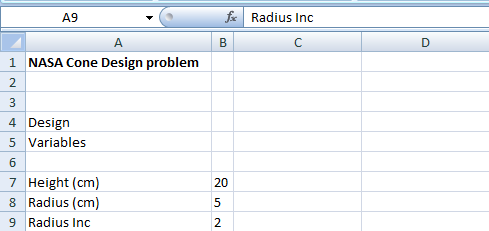 A9 fx Radius Inc
A B C D
1 NASA Cone Design problem
2
3
4 Design
5 Variables
6
7 Height (cm) 20
8 Radius (cm) 5
9 Radius Inc 2